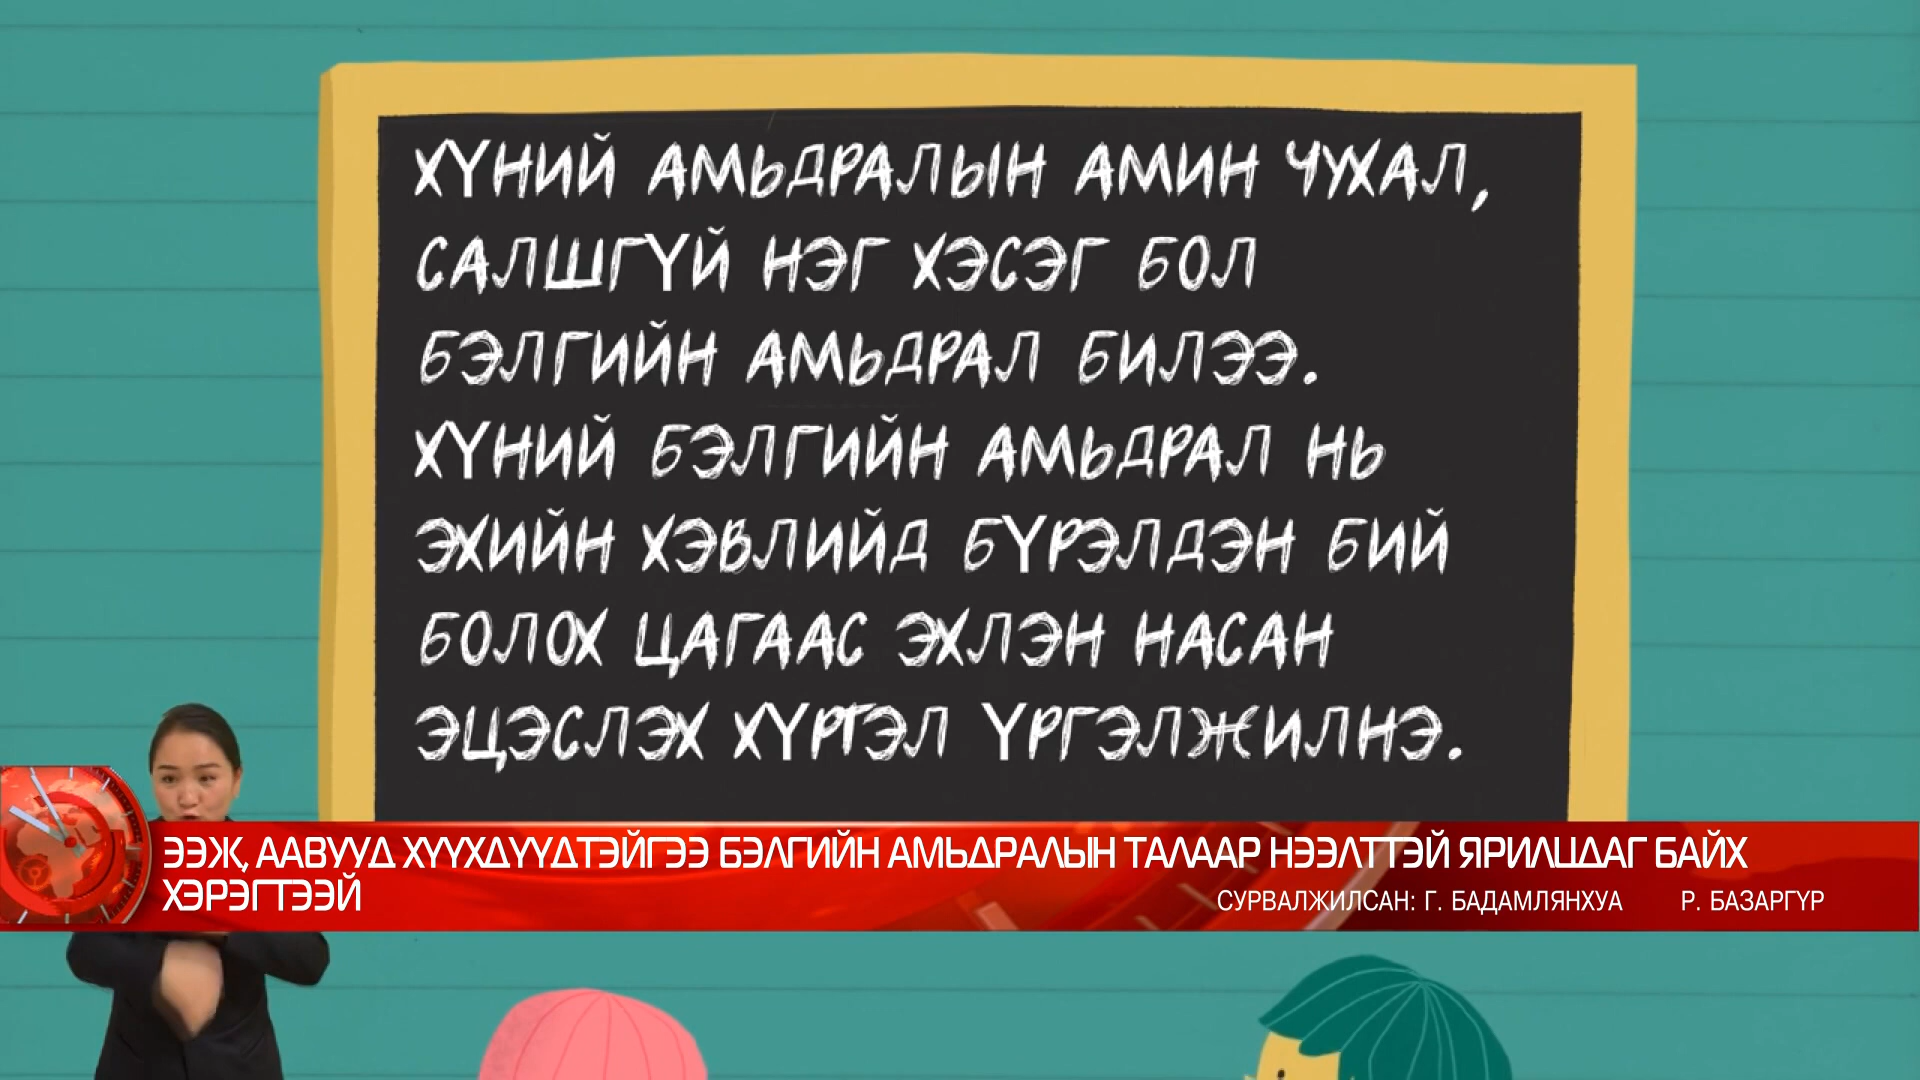 ХҮНИЙ АМЬДРАЛЫН АМИН ЧУХАЛ,
САЛШГҮЙ НЭГ ХЭСЭГ БОЛ
БЭЛГИЙН АМЬДРАЛ БИЛЭЭ.
ХҮНИЙ БЭЛГИЙН АМЬДРАЛ НЬ
ЭХИЙН ХЭВЛИЙД БҮРЭЛДЭН БИЙ
БОЛОХ ЦАГААС ЭХЛЭН НАСАН
ЭЦЭСЛЭХ ХҮРГЭЛ ҮРГЭЛЖИЛНЭ.
ЭЭЖ, ААВУУД ХҮҮХДҮҮДТЭЙГЭЭ БЭЛГИЙН АМЬДРАЛЫН ТАЛААР НЭЭЛТТЭЙ ЯРИЛЦДАГ БАЙХ
ХЭРЭГТЭЭЙ
СУРВАЛЖИЛСАН: Г. БАДАМЛЯНХУА Р. БАЗАРГҮР